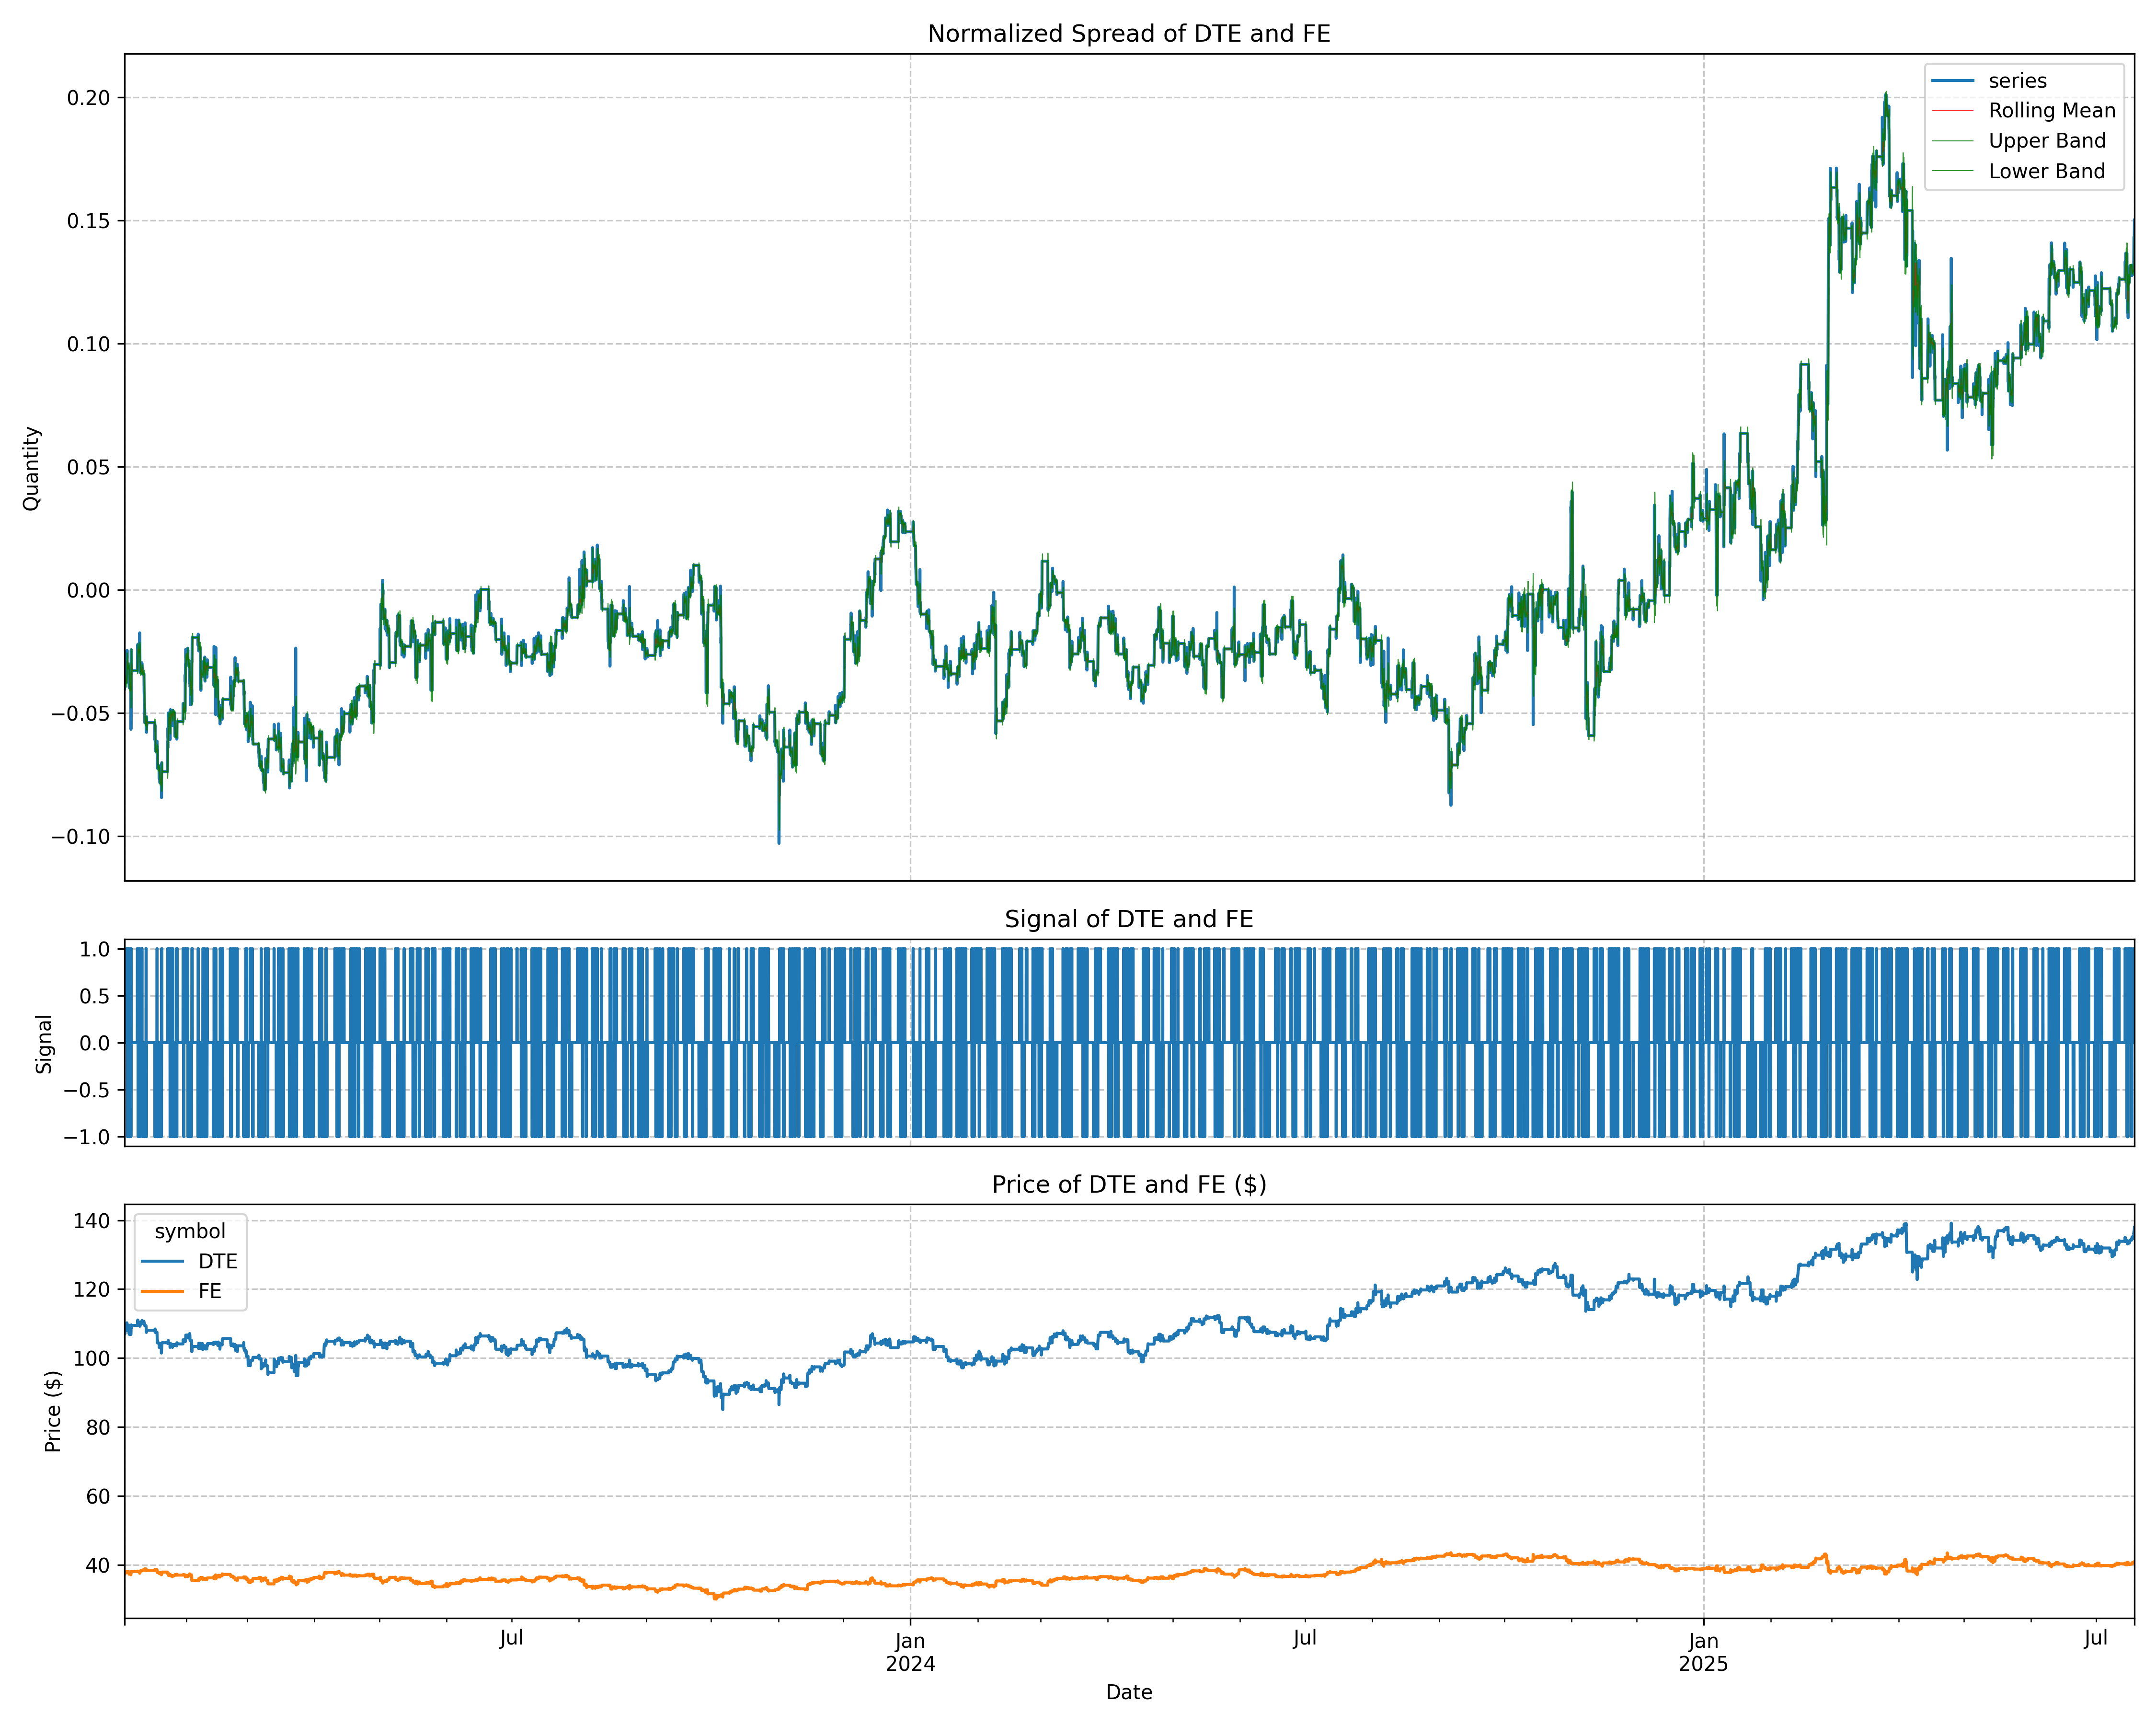 Normalized Spread of DTE and FE
series
Rolling Mean
Upper Band
Lower Band
Quantity
0.20
0.15
0.10
0.05
0.00
−0.05
−0.10
Signal of DTE and FE
Signal
1.0
0.5
0.0
−0.5
−1.0
Price of DTE and FE ($)
symbol
DTE
FE
Price ($)
140
120
100
80
60
40
Jul
Jan
2024
Jul
Jan
2025
Jul
Date